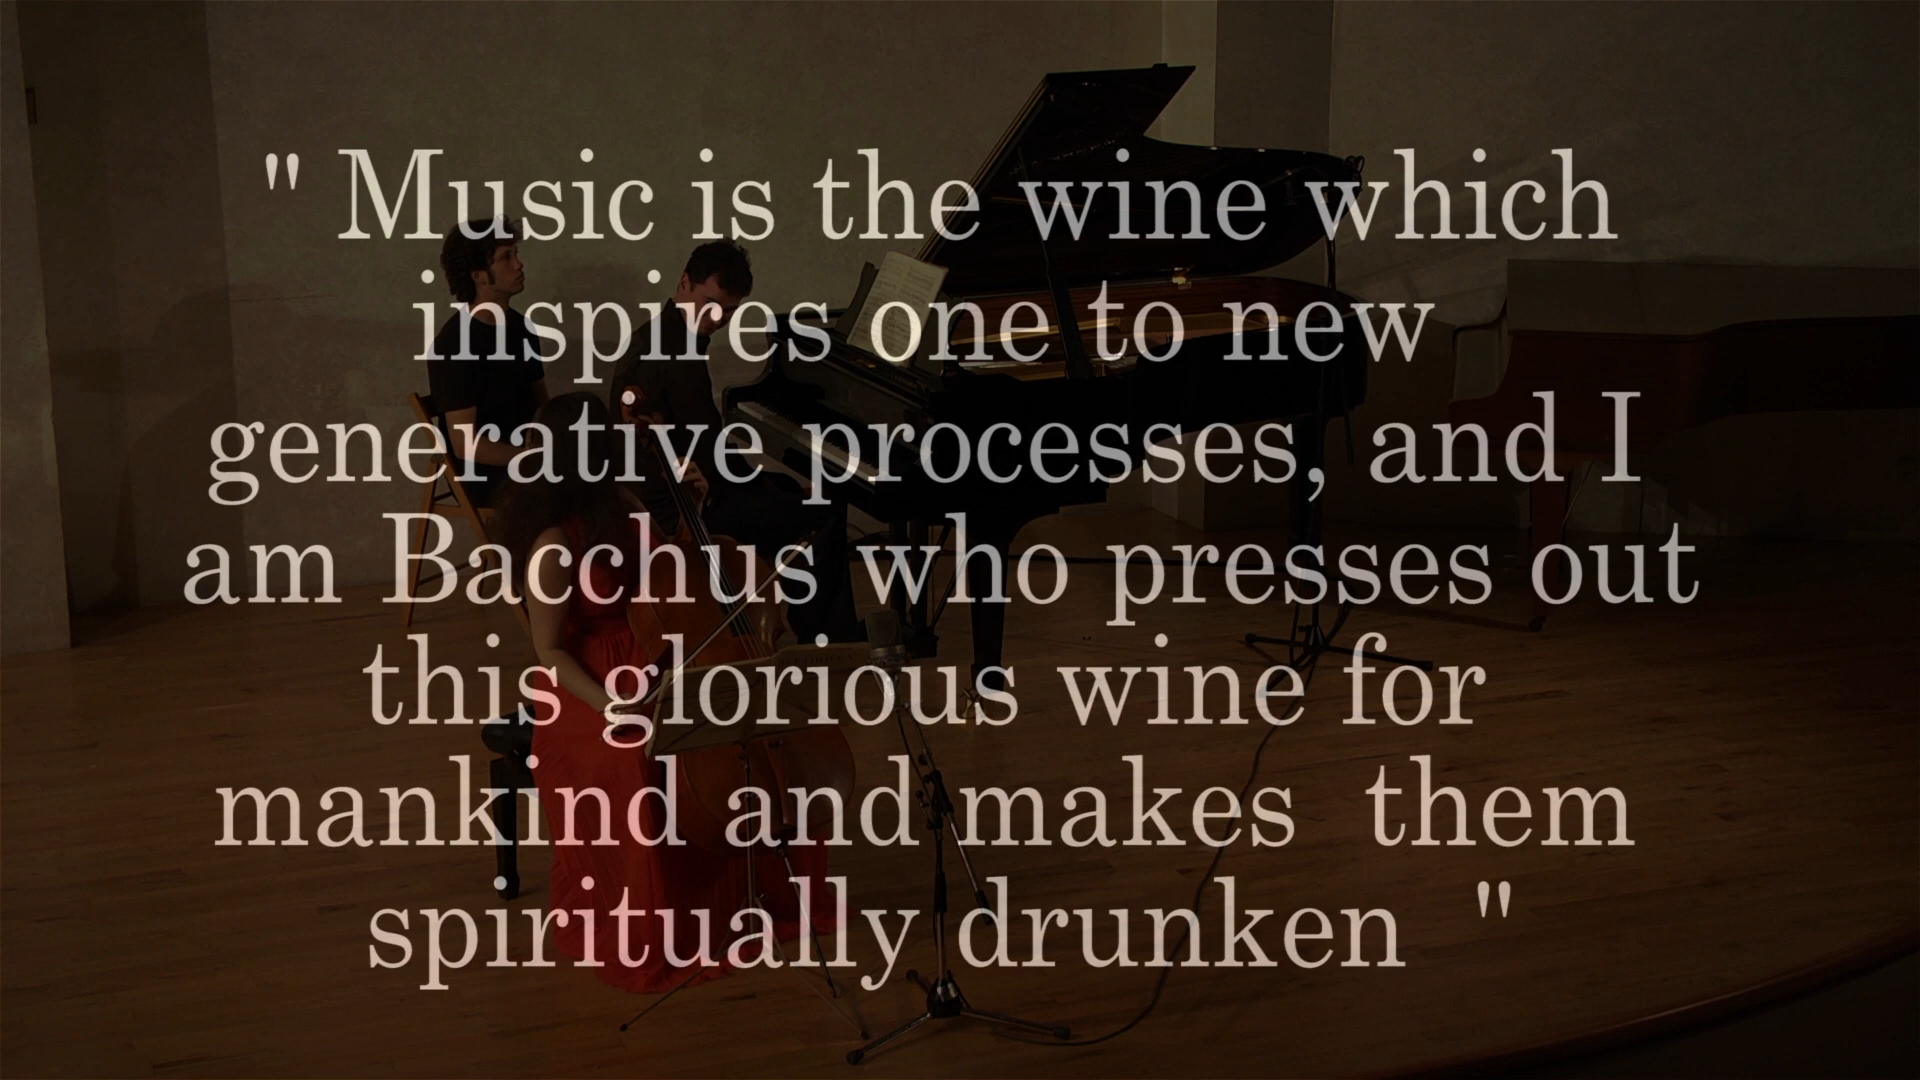 " Music is the wine which
inspires one to new
generative processes, and I
am Bacchus who presses out
this glorious wine for
mankind and makes  them
spiritually drunken  "